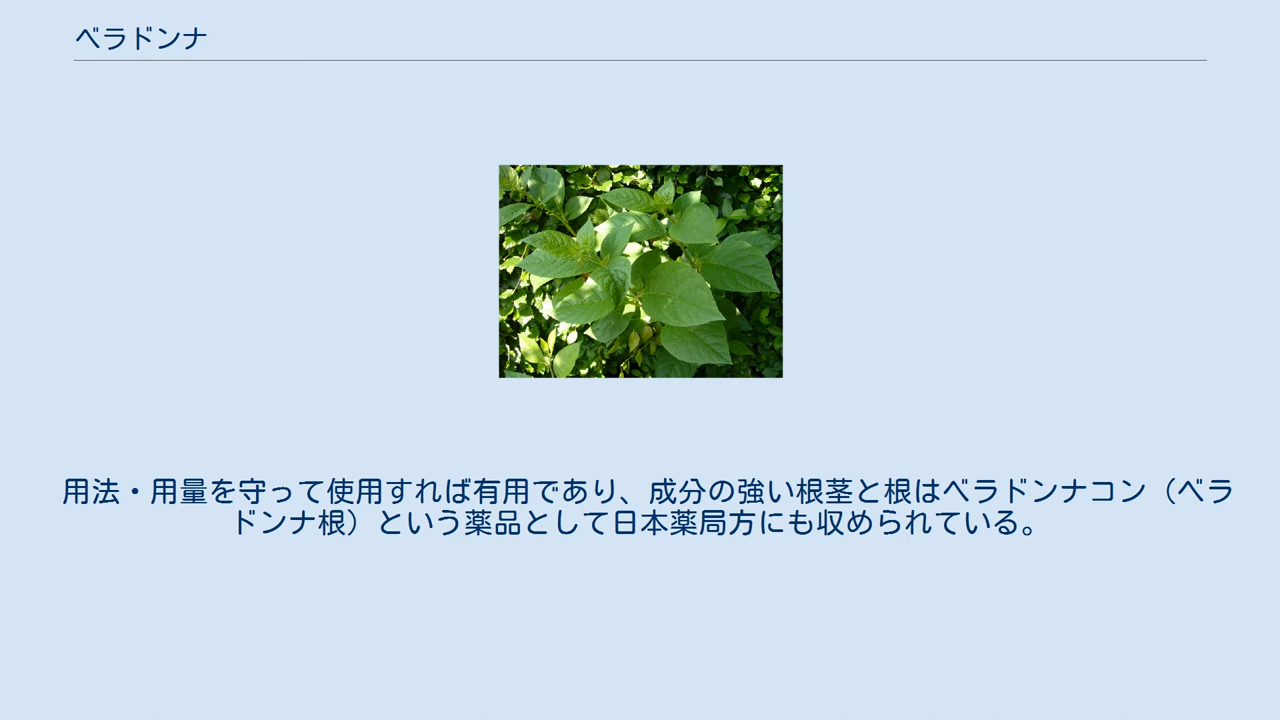 ベラドンナ
用法・用量を守って使用すれば有用であり、成分の強い根茎と根はベラドンナコン（ベラ
ドンナ根）という薬品として日本薬局方にも収められている。